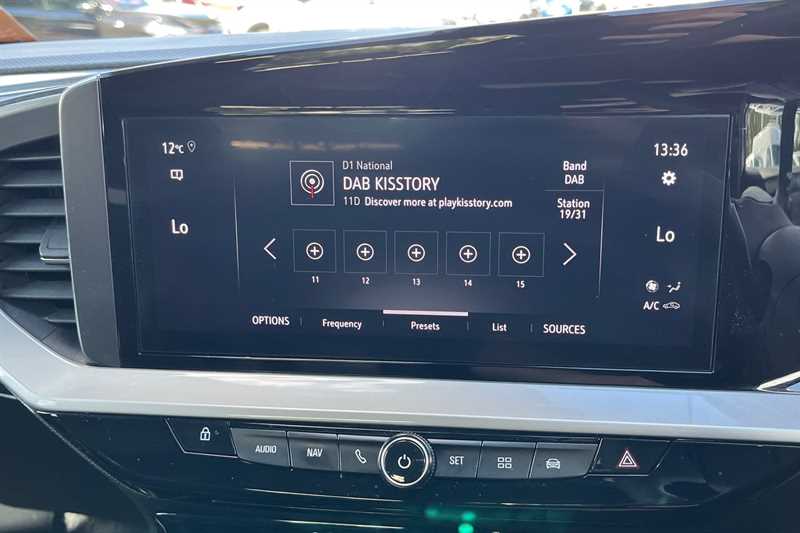 12°C
13:36
D1 National
DAB KISSTORY
11D Discover more at playkisstory.com
Band
DAB
Station
19/31
Lo
Lo
11 12 13 14 15
A/C
OPTIONS Frequency Presets List SOURCES
AUDIO NAV SET